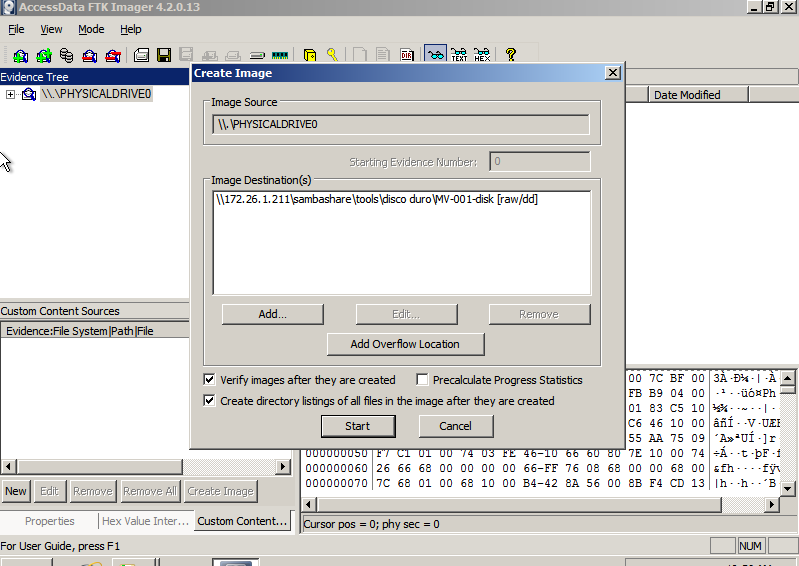 AccessData FTK Imager 4.2.0.13
File View Mode Help
Evidence Tree
\\.\PHYSICALDRIVE0
Date Modified
Create Image
Image Source
\\.\PHYSICALDRIVE0
Starting Evidence Number: 0
Image Destination(s)
\\172.26.1.211\sambashare\tools\disco duro\MV-001-disk [raw/dd]
Add... Edit... Remove
Add Overflow Location
Verify images after they are created
Precalculate Progress Statistics
Create directory listings of all files in the image after they are created
Start Cancel
Custom Content Sources
Evidence:File System|Path|File
New Edit Remove Remove All Create Image
Properties Hex Value Inter... Custom Content...
00 7C BF 00 3À·Ð¼·|·À
FB B9 04 00 ·¹··üó¤Ph
01 83 C5 10
C6 46 10 00 âñÍ··V·UÆF
55 AA 75 09 ´A»ªUÍ·]r
000000050 F7 C1 01 00 74 03 FE 46-10 66 60 80 7E 10 00 74 ÷Á··t·þF·f
000000060 26 66 68 00 00 00 00 66-FF 76 08 68 00 00 68 00 &fh····fÿv
000000070 7C 68 01 00 68 10 00 B4-42 8A 56 00 8B F4 CD 13 |h··h··´B
Cursor pos = 0; phy sec = 0
For User Guide, press F1
NUM